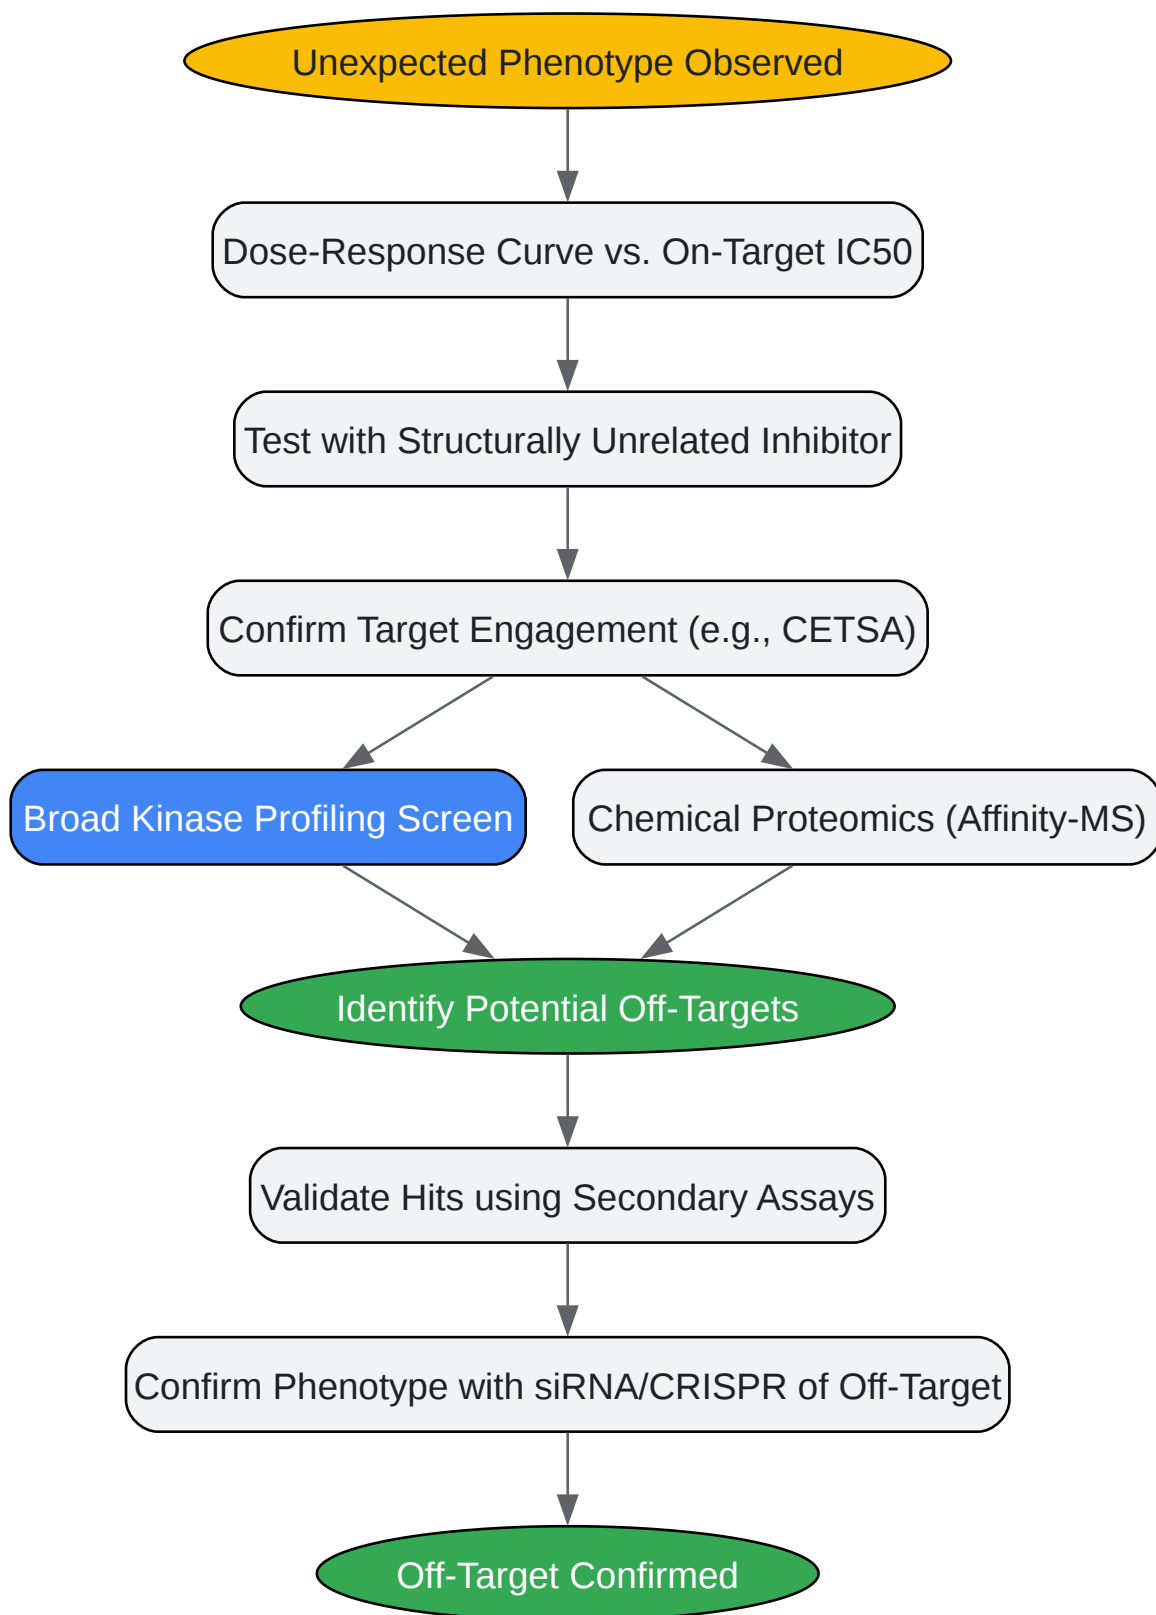 Unexpected Phenotype Observed
Dose-Response Curve vs. On-Target IC50
Test with Structurally Unrelated Inhibitor
Confirm Target Engagement (e.g., CETSA)
Broad Kinase Profiling Screen
Chemical Proteomics (Affinity-MS)
Identify Potential Off-Targets
Validate Hits using Secondary Assays
Confirm Phenotype with siRNA/CRISPR of Off-Target
Off-Target Confirmed